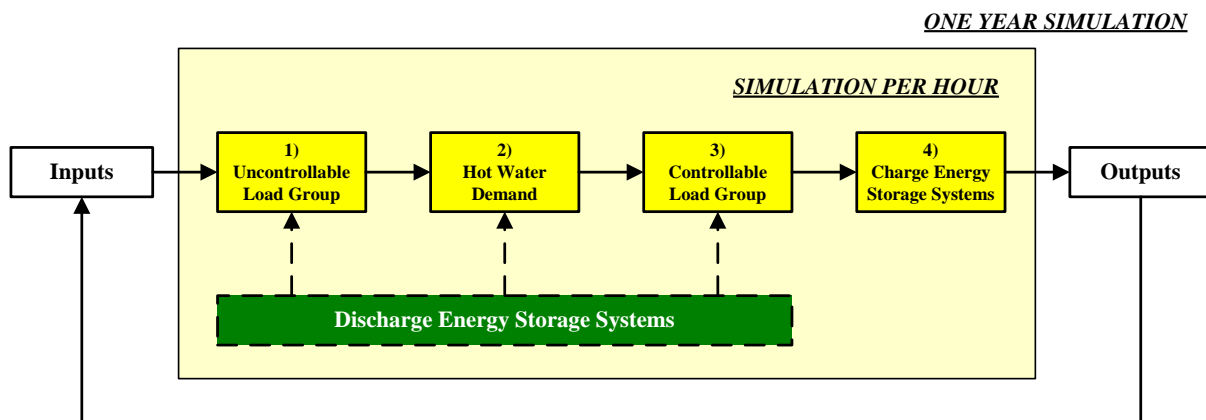 ONE YEAR SIMULATION
SIMULATION PER HOUR
Inputs
1)
Uncontrollable
Load Group
2)
Hot Water
Demand
3)
Controllable
Load Group
4)
Charge Energy
Storage Systems
Outputs
Discharge Energy Storage Systems